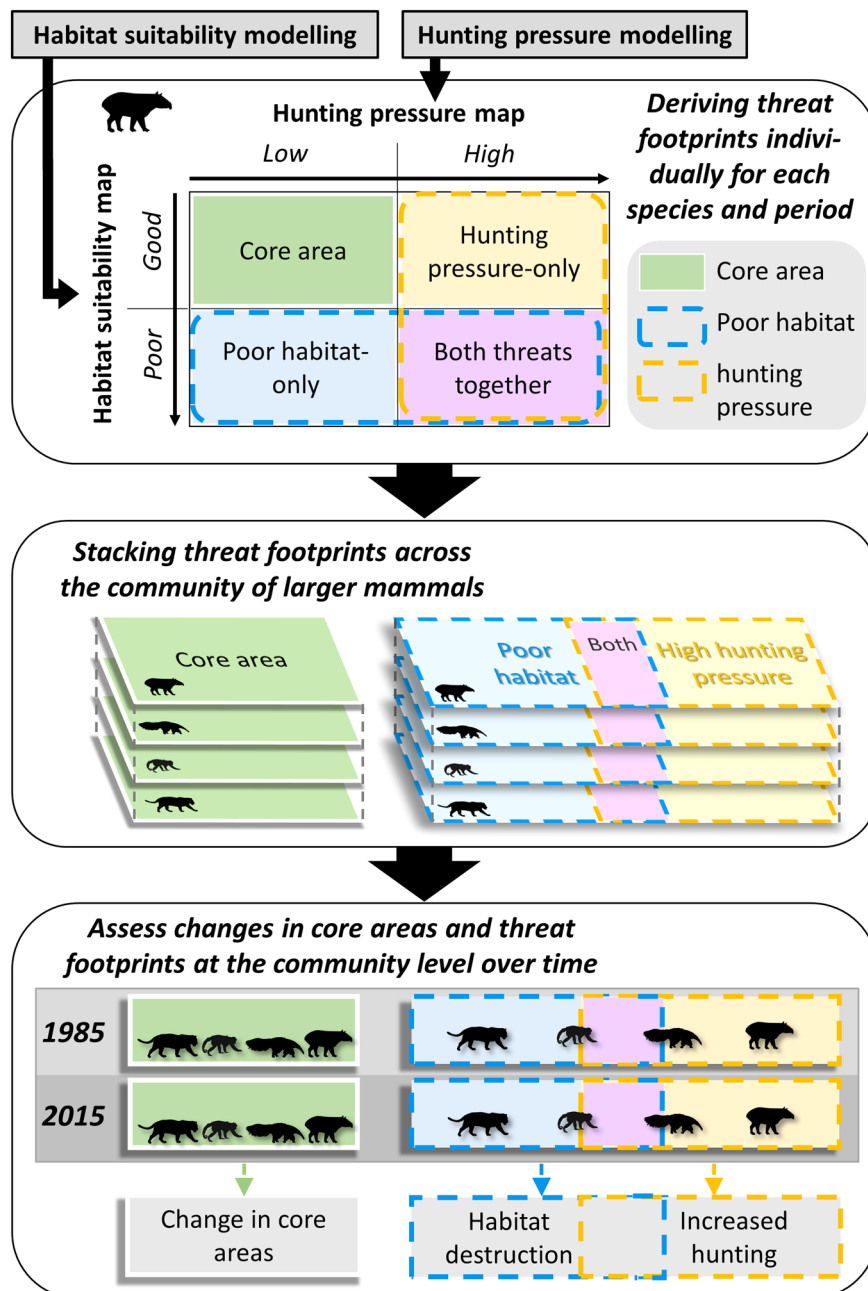 Habitat suitability modelling
Hunting pressure modelling
Hunting pressure map
Low
High
Habitat suitability map
Good
Poor
Core area
Hunting
pressure-only
Poor habitat-
only
Both threats
together
Deriving threat
footprints indivi-
dually for each
species and period
Core area
Poor habitat
hunting
pressure
Stacking threat footprints across
the community of larger mammals
Core area
Poor
habitat
Both
High hunting
pressure
Assess changes in core areas and threat
footprints at the community level over time
1985
2015
Change in core
areas
Habitat
destruction
Increased
hunting